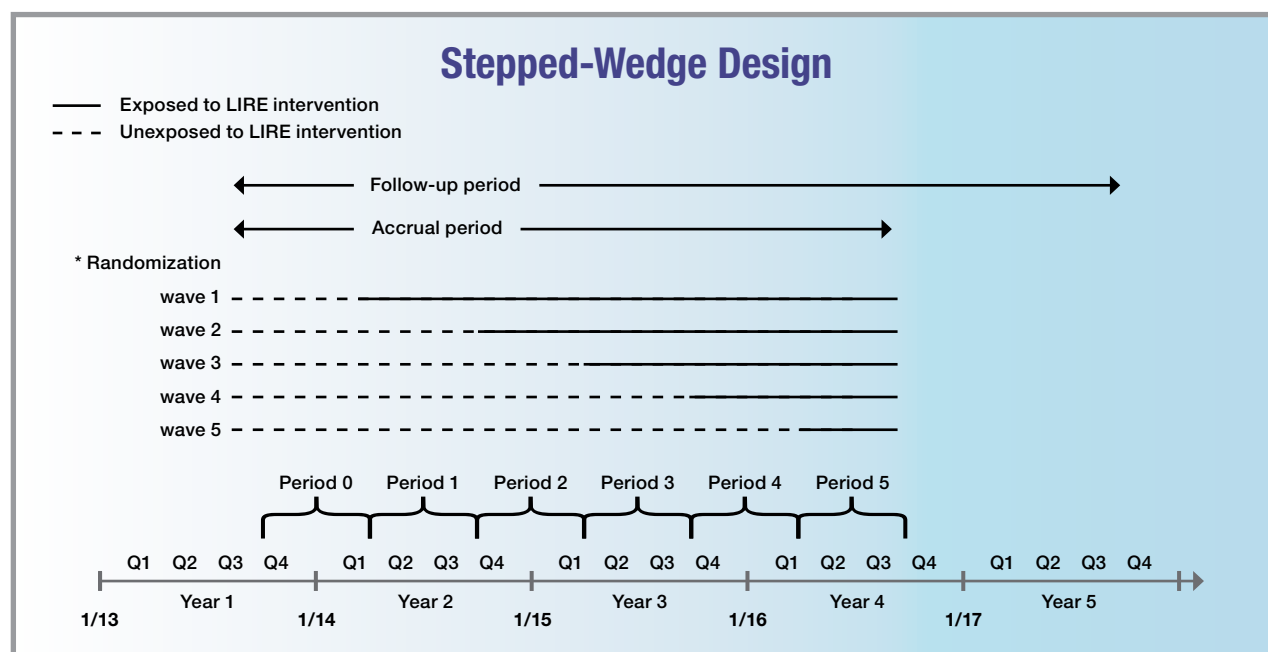 Stepped-Wedge Design
Exposed to LIRE intervention
Unexposed to LIRE intervention
Follow-up period
Accrual period
* Randomization
wave 1
wave 2
wave 3
wave 4
wave 5
Period 0 Period 1 Period 2 Period 3 Period 4 Period 5
Q1 Q2 Q3 Q4 Q1 Q2 Q3 Q4 Q1 Q2 Q3 Q4 Q1 Q2 Q3 Q4 Q1 Q2 Q3 Q4
Year 1 Year 2 Year 3 Year 4 Year 5
1/13 1/14 1/15 1/16 1/17